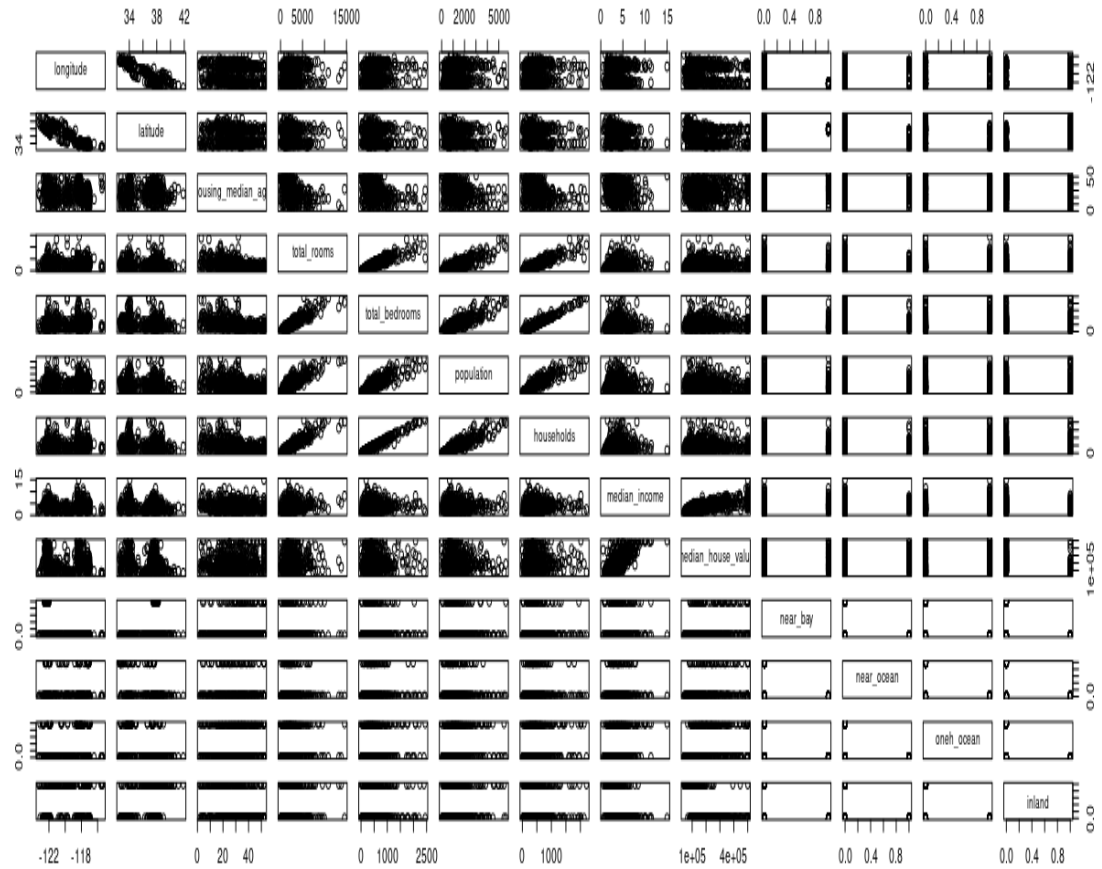 34 38 42 0 5000 15000 0 2000 5000 0 5 10 15 0.0 0.4 0.8 0.0 0.4 0.8
longitude -122
34 latitude
ousing_median_ag 0 50
0 total_rooms
total_bedrooms 0
0 population
households 0
0 15 median_income
nedian_house_valu 1e+05
0.0 near_bay
near_ocean 0.0
0.0 oneh_ocean
inland 0.0
-122 -118 0 20 40 0 1000 2500 0 1000 1e+05 4e+05 0.0 0.4 0.8 0.0 0.4 0.8